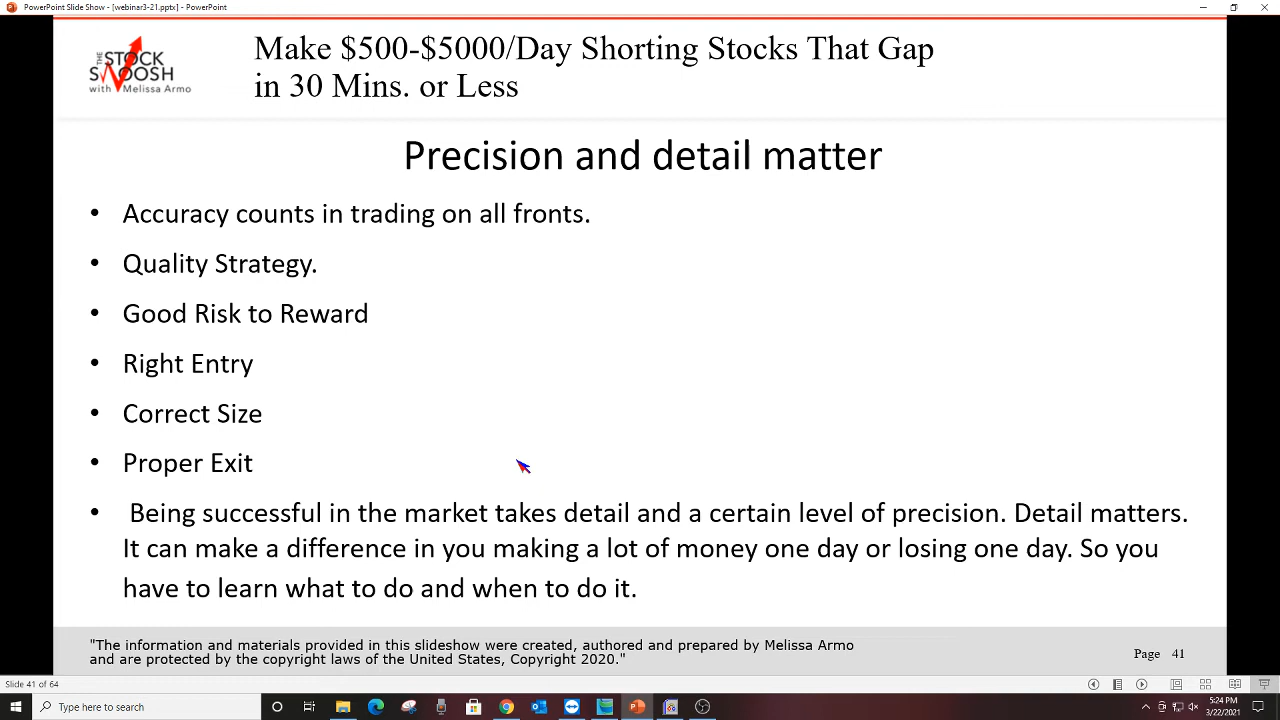 PowerPoint Slide Show - [webinar3-21.pptx] - PowerPoint
THE
STOCK
SWOOSH
with Melissa Armo
Make $500-$5000/Day Shorting Stocks That Gap
in 30 Mins. or Less
Precision and detail matter
• Accuracy counts in trading on all fronts.
• Quality Strategy.
• Good Risk to Reward
• Right Entry
• Correct Size
• Proper Exit
• Being successful in the market takes detail and a certain level of precision. Detail matters.
It can make a difference in you making a lot of money one day or losing one day. So you
have to learn what to do and when to do it.
"The information and materials provided in this slideshow were created, authored and prepared by Melissa Armo
and are protected by the copyright laws of the United States, Copyright 2020."
Page 41
Slide 41 of 64
Type here to search
5:24 PM
3/22/2021